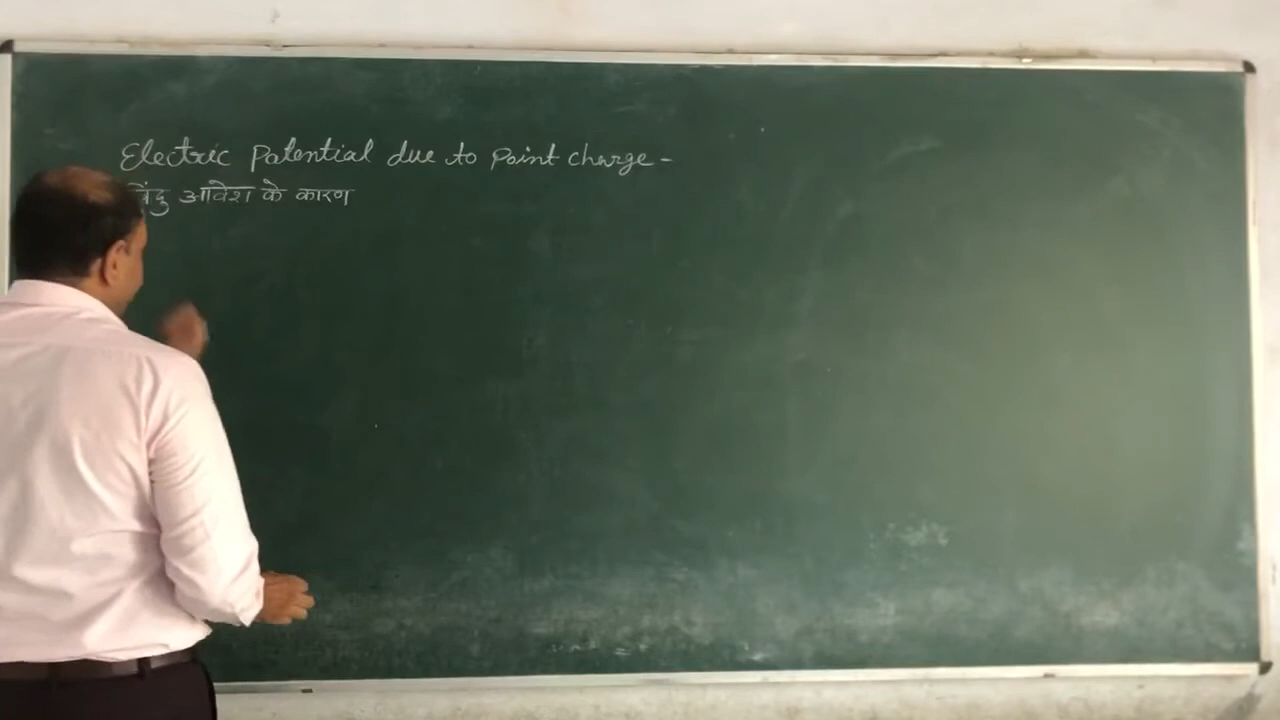 Electric Potential due to point charge -
बिंदु आवेश के कारण